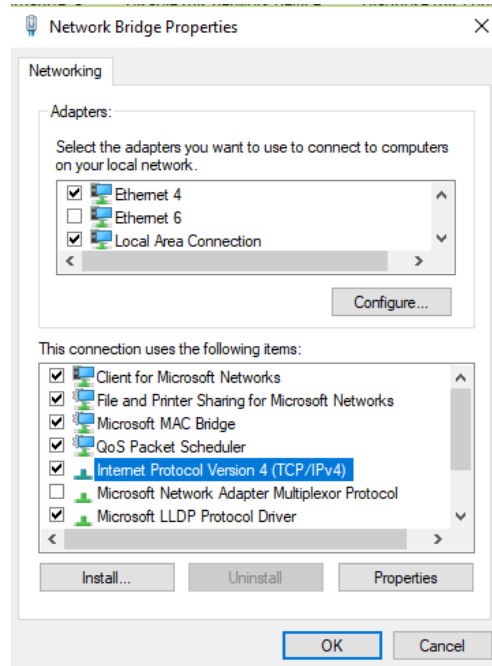 Network Bridge Properties
Networking
Adapters:
Select the adapters you want to use to connect to computers
on your local network.
Ethernet 4
Ethernet 6
Local Area Connection
Configure...
This connection uses the following items:
Client for Microsoft Networks
File and Printer Sharing for Microsoft Networks
Microsoft MAC Bridge
QoS Packet Scheduler
Internet Protocol Version 4 (TCP/IPv4)
Microsoft Network Adapter Multiplexor Protocol
Microsoft LLDP Protocol Driver
Install...
Uninstall
Properties
OK
Cancel